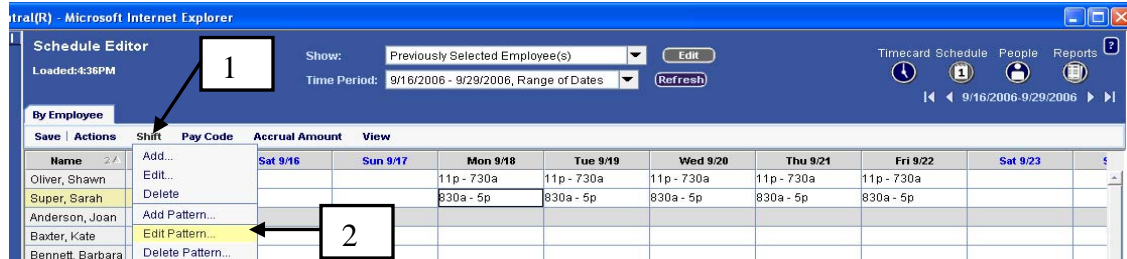 tral(R) - Microsoft Internet Explorer
Schedule Editor
Loaded:4:36PM
1
Show: Previously Selected Employee(s) Edit
Time Period: 9/16/2006 - 9/29/2006, Range of Dates Refresh
Timecard Schedule People Reports ?
1
9/16/2006-9/29/2006
By Employee
Save | Actions Shift Pay Code Accrual Amount View
Name 2 Sat 9/16 Sun 9/17 Mon 9/18 Tue 9/19 Wed 9/20 Thu 9/21 Fri 9/22 Sat 9/23 S
Oliver, Shawn 11p - 730a 11p - 730a 11p - 730a 11p - 730a 11p - 730a
Super, Sarah 830a - 5p 830a - 5p 830a - 5p 830a - 5p 830a - 5p
Anderson, Joan
Baxter, Kate
Bennett, Barbara
Add...
Edit...
Delete
Add Pattern...
Edit Pattern...
Delete Pattern...
2